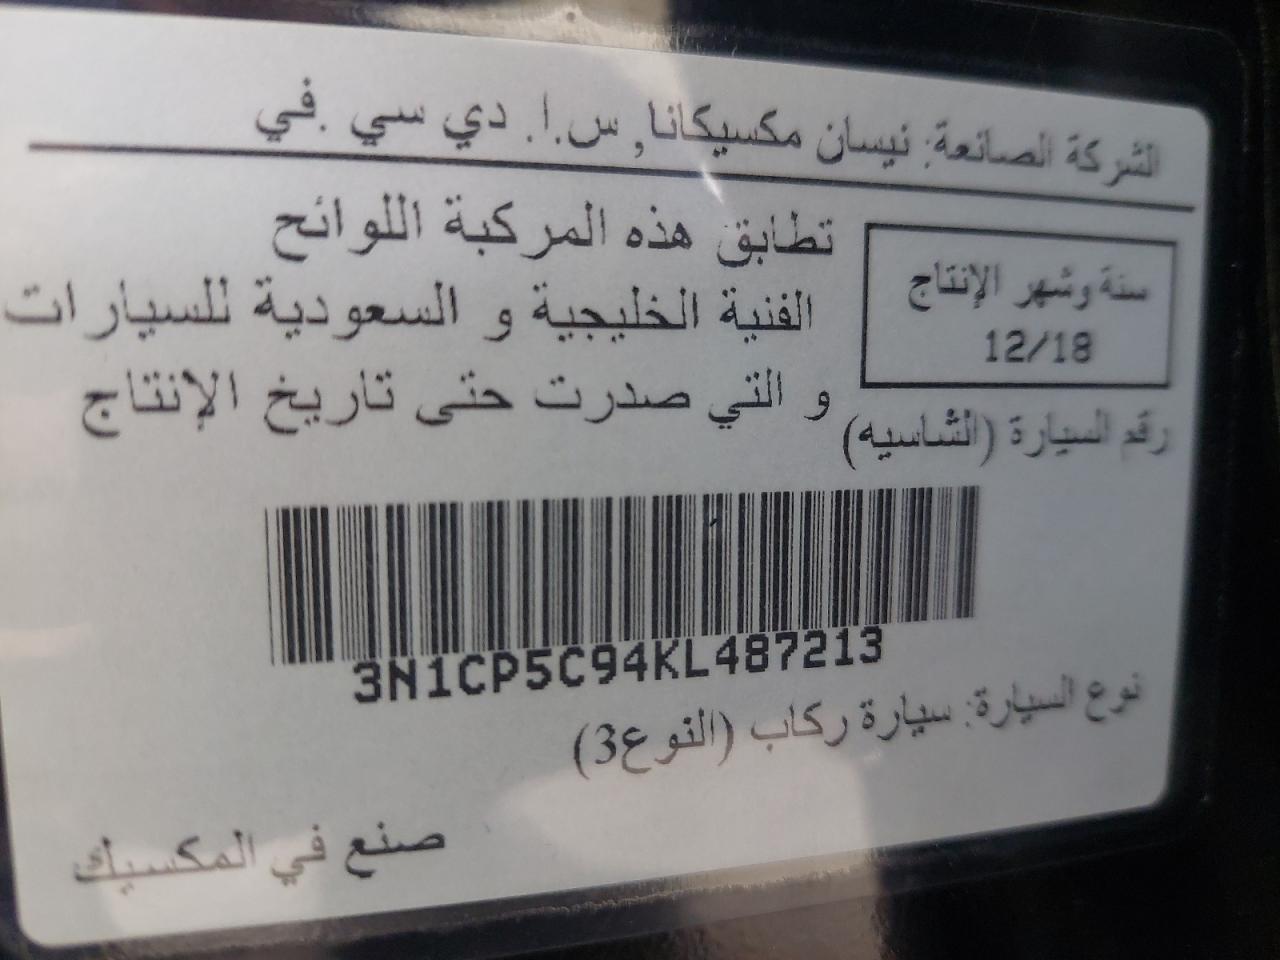 الشركة الصانعة: نيسان مكسيكانا, س.ا. دي سي .في
سنة وشهر الإنتاج
12/18
تطابق هذه المركبة اللوائح
الفنية الخليجية و السعودية للسيارات
و التي صدرت حتى تاريخ الإنتاج
رقم السيارة (الشاسيه)
3N1CP5C94KL487213
نوع السيارة: سيارة ركاب (النوع3)
صنع في المكسيك